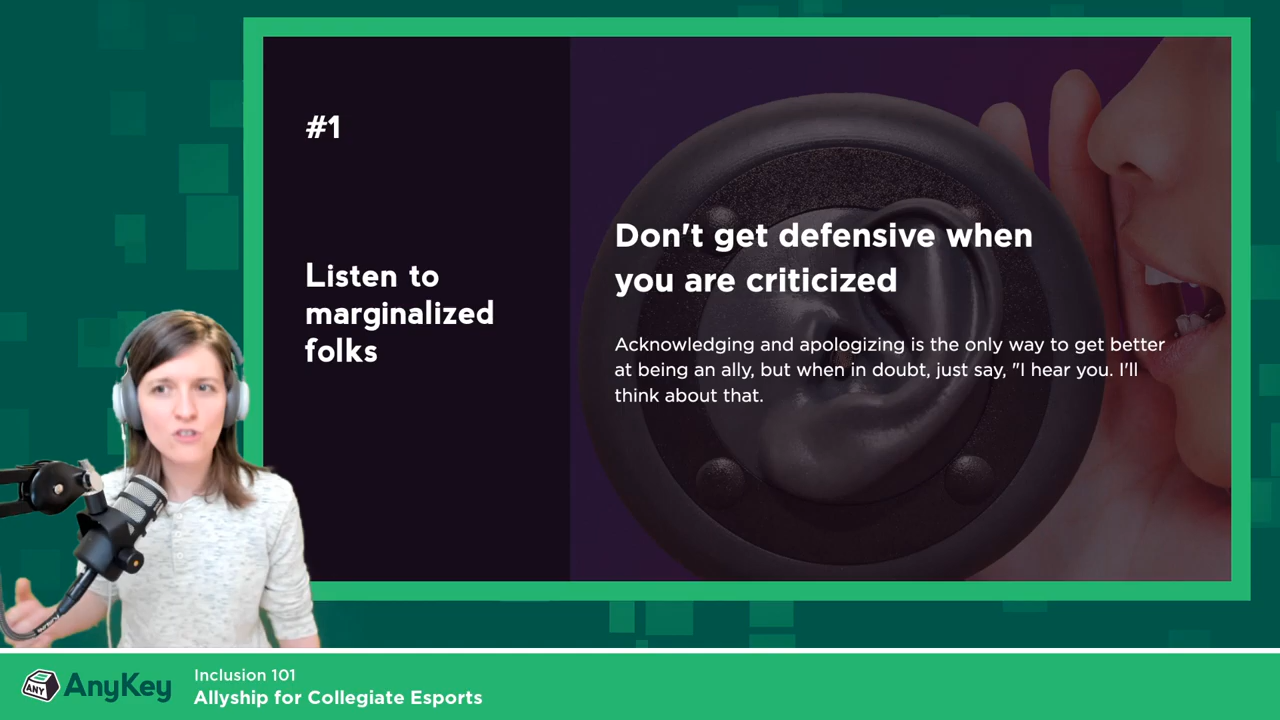 #1
Listen to
marginalized
folks
Don't get defensive when
you are criticized
Acknowledging and apologizing is the only way to get better
at being an ally, but when in doubt, just say, "I hear you. I'll
think about that.
ANY AnyKey
Inclusion 101
Allyship for Collegiate Esports